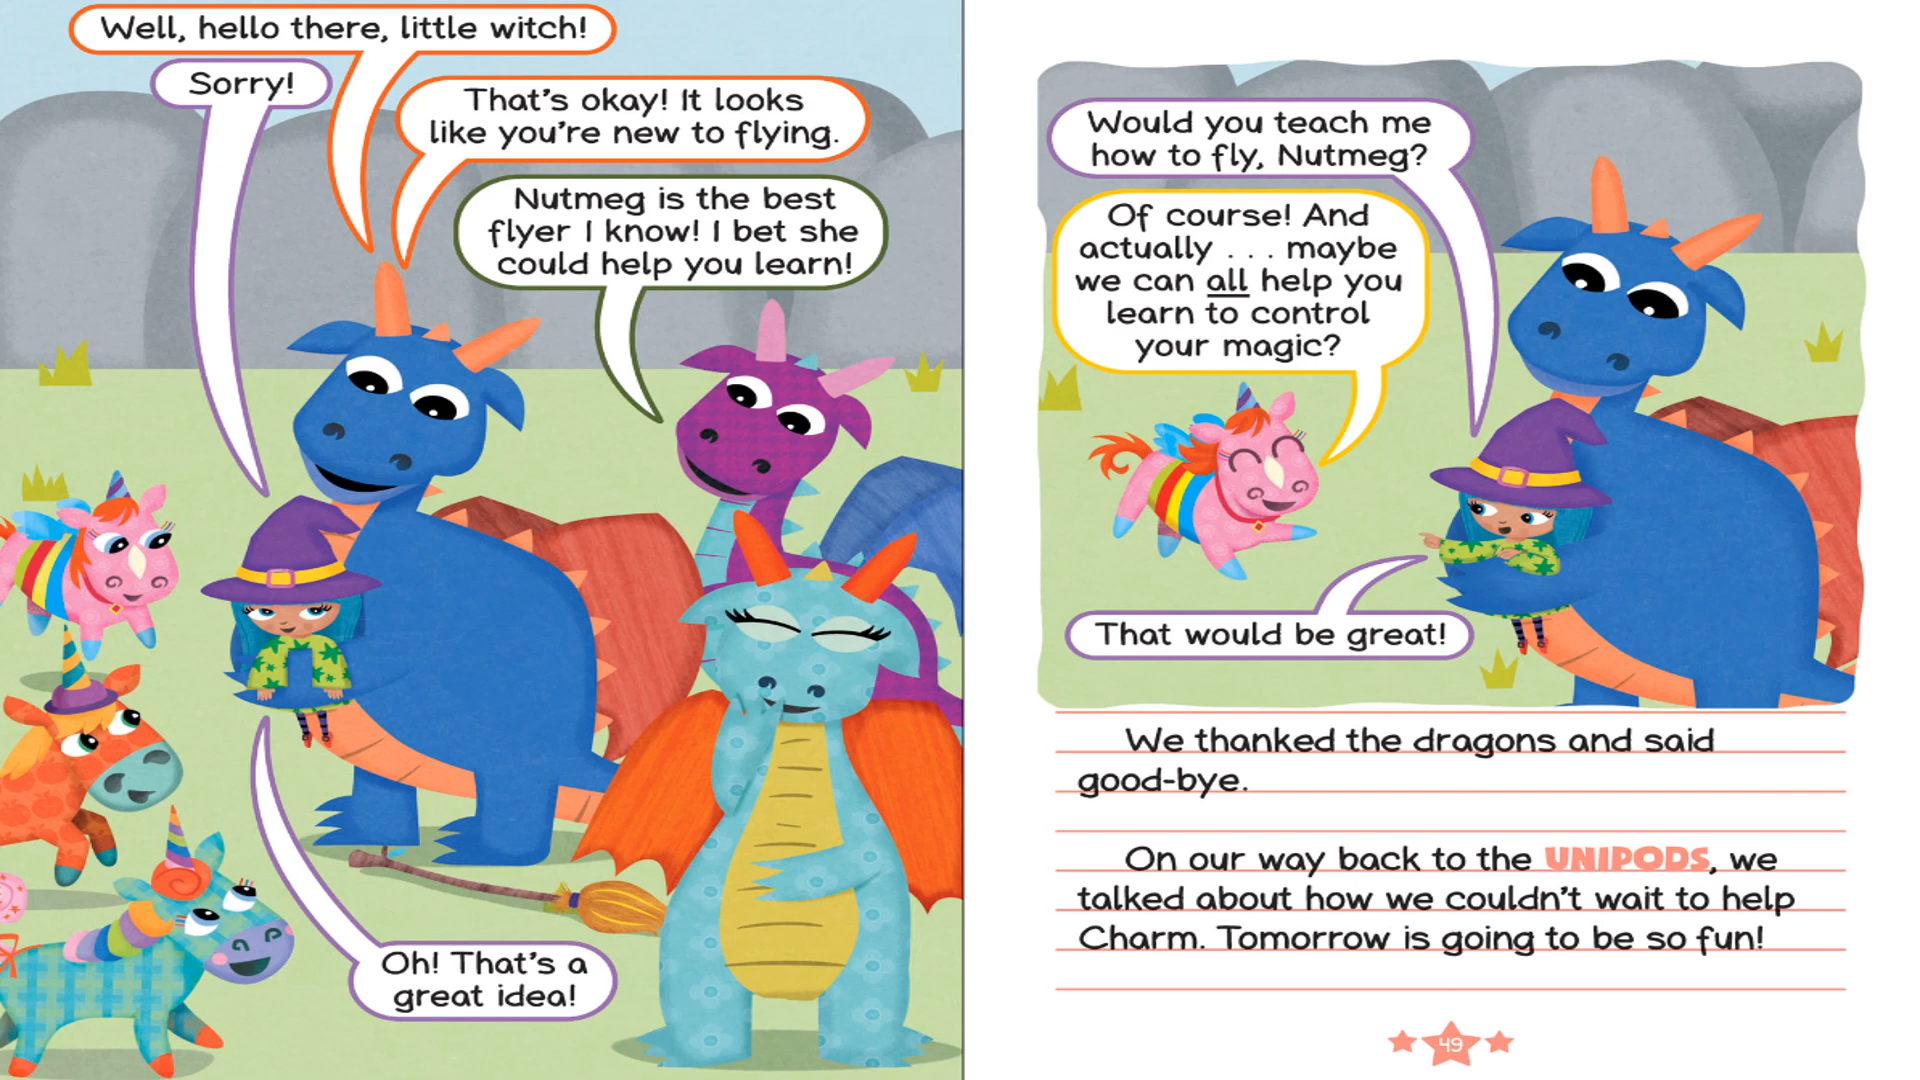 Well, hello there, little witch!
Sorry!
That's okay! It looks
like you're new to flying.
Nutmeg is the best
flyer I know! I bet she
could help you learn!
Oh! That's a
great idea!
Would you teach me
how to fly, Nutmeg?
Of course! And
actually . . . maybe
we can all help you
learn to control
your magic?
That would be great!
We thanked the dragons and said
good-bye.
On our way back to the UNIPODS, we
talked about how we couldn't wait to help
Charm. Tomorrow is going to be so fun!
49